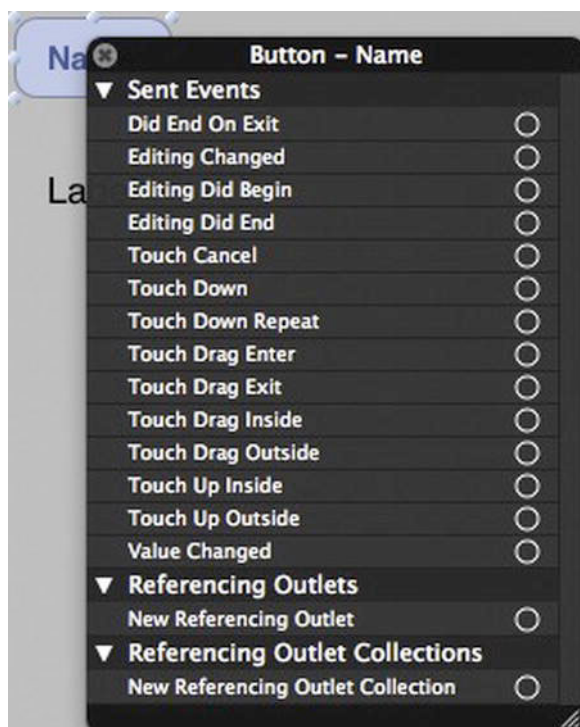 Na
Button – Name
▼ Sent Events
Did End On Exit
Editing Changed
Editing Did Begin
La
Editing Did End
Touch Cancel
Touch Down
Touch Down Repeat
Touch Drag Enter
Touch Drag Exit
Touch Drag Inside
Touch Drag Outside
Touch Up Inside
Touch Up Outside
Value Changed
▼ Referencing Outlets
New Referencing Outlet
▼ Referencing Outlet Collections
New Referencing Outlet Collection